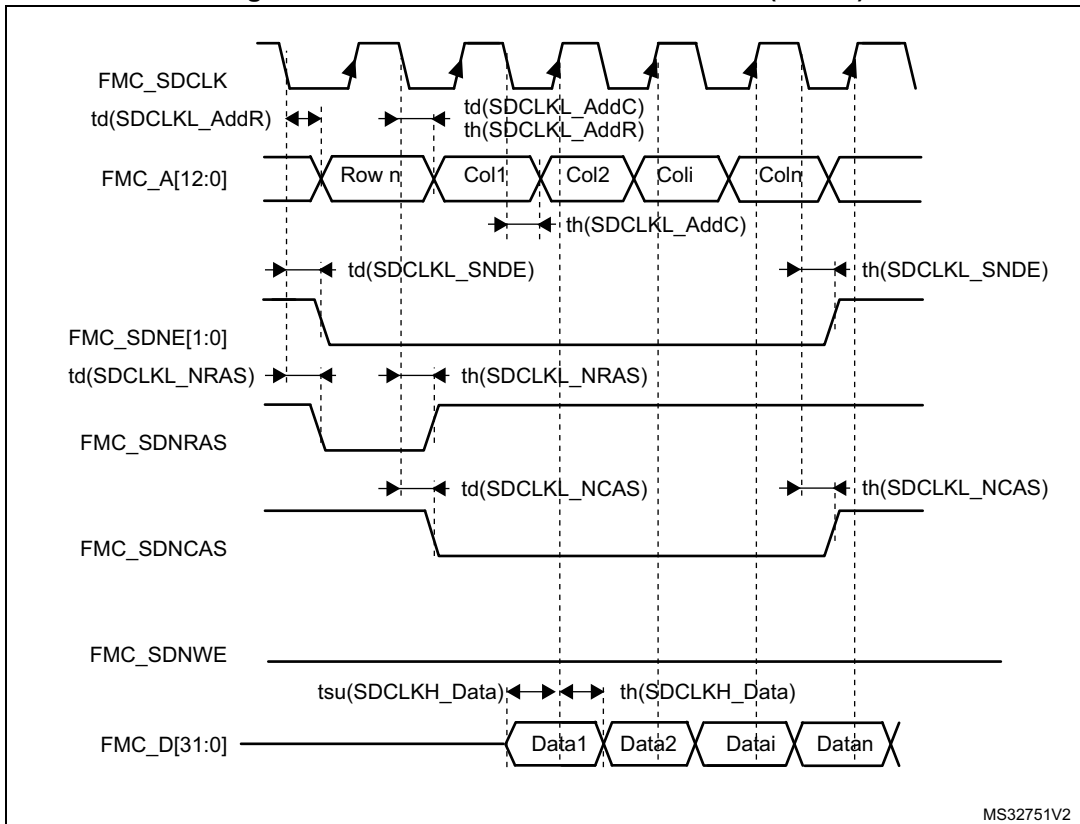 FMC_SDCLK
td(SDCLKL_AddR)
td(SDCLKL_AddC)
th(SDCLKL_AddR)
FMC_A[12:0]
Row n
Col1
Col2
Coli
Coln
th(SDCLKL_AddC)
td(SDCLKL_SNDE)
th(SDCLKL_SNDE)
FMC_SDNE[1:0]
td(SDCLKL_NRAS)
th(SDCLKL_NRAS)
FMC_SDNRAS
td(SDCLKL_NCAS)
th(SDCLKL_NCAS)
FMC_SDNCAS
FMC_SDNWE
tsu(SDCLKH_Data)
th(SDCLKH_Data)
FMC_D[31:0]
Data1
Data2
Datai
Datan
MS32751V2